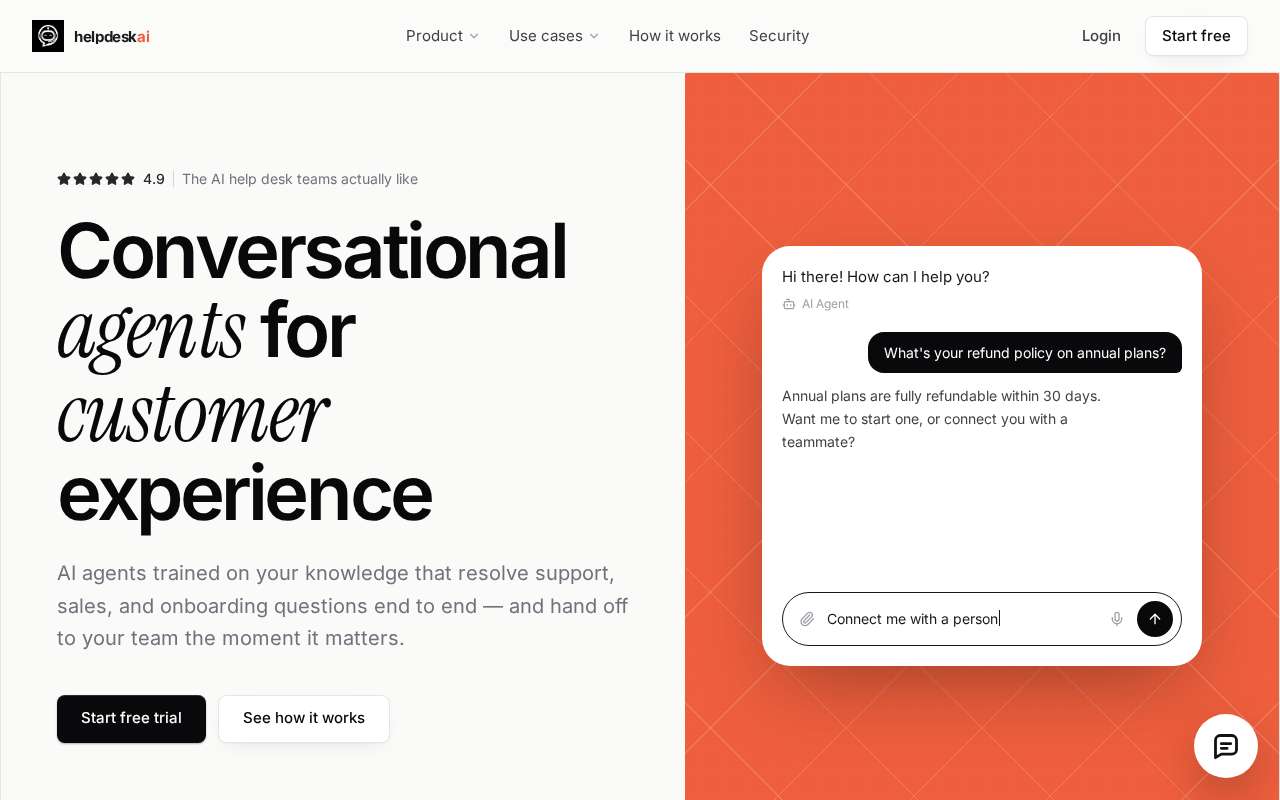 helpdeskai
Product
Use cases
How it works
Security
Login
Start free
4.9
The AI help desk teams actually like
Conversational
agents for
customer
experience
AI agents trained on your knowledge that resolve support,
sales, and onboarding questions end to end — and hand off
to your team the moment it matters.
Start free trial
See how it works
Hi there! How can I help you?
AI Agent
What's your refund policy on annual plans?
Annual plans are fully refundable within 30 days.
Want me to start one, or connect you with a
teammate?
Connect me with a person